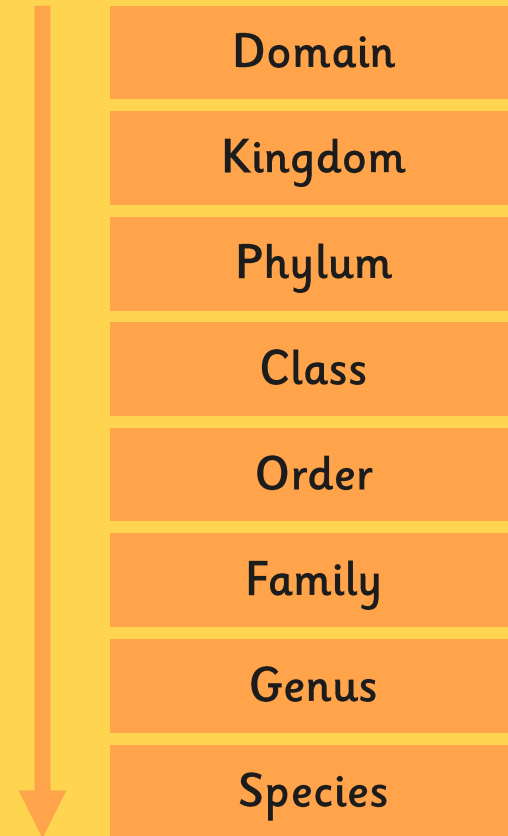 Domain
Kingdom
Phylum
Class
Order
Family
Genus
Species